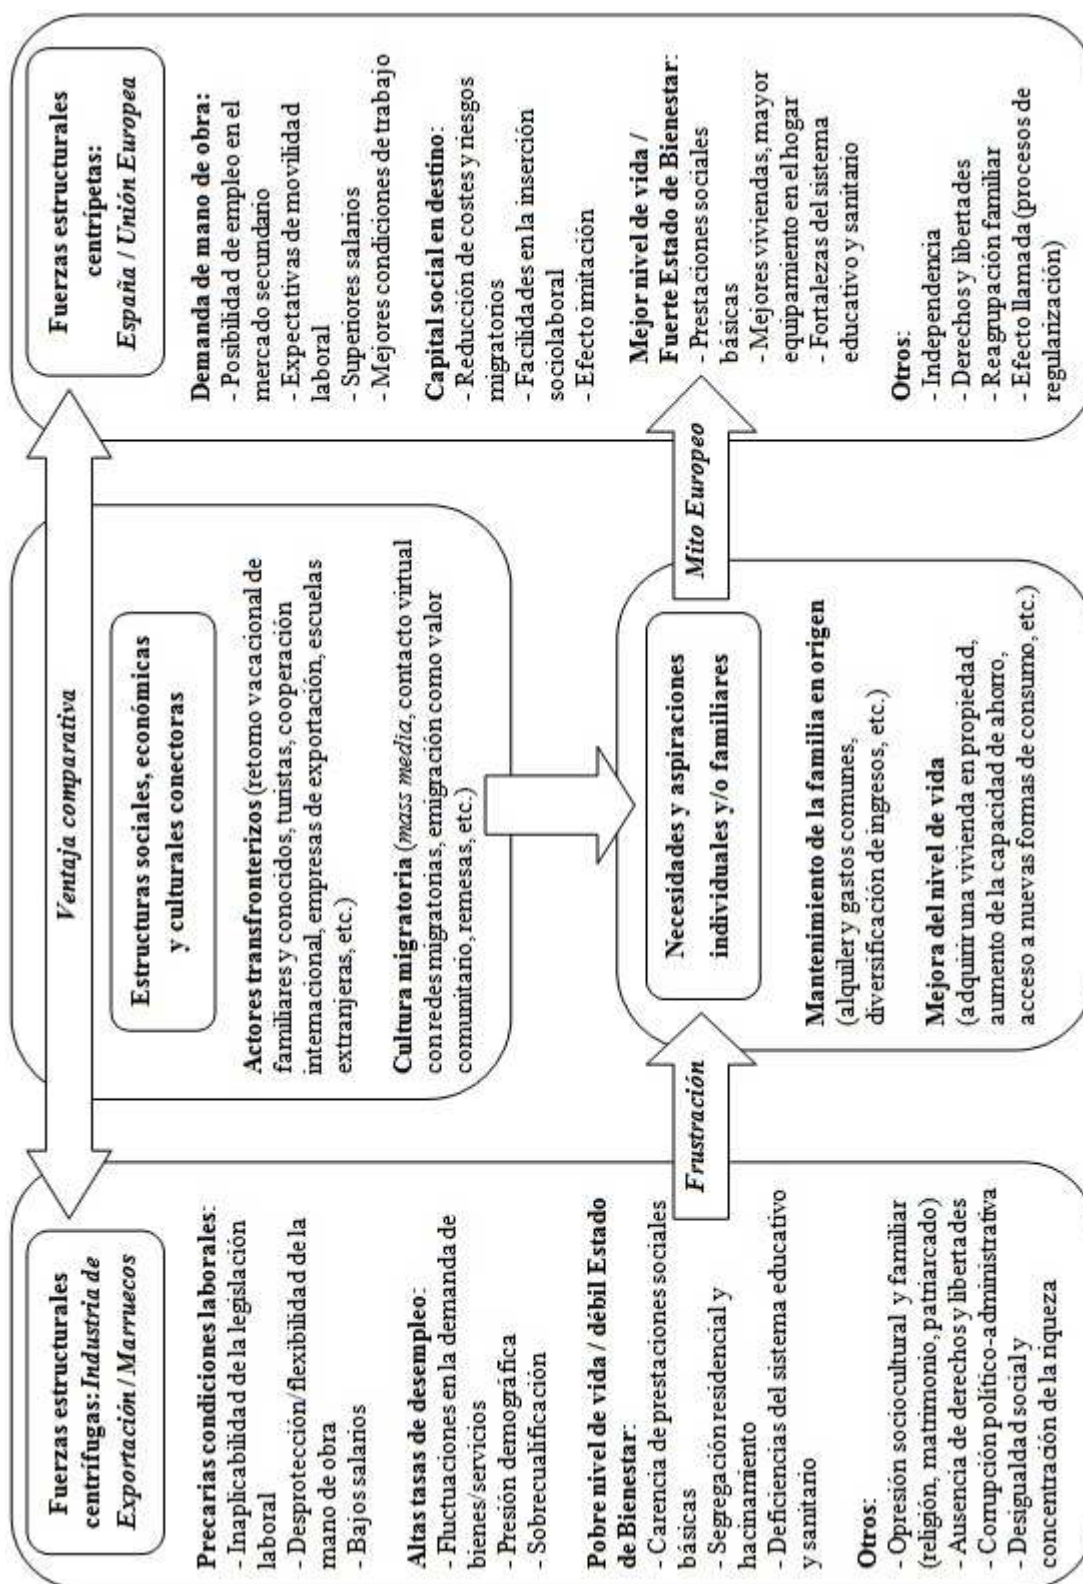 Ventaja comparativa
Fuerzas estructurales
centrífugas: Industria de
Exportación / Marruecos
Precarias condiciones laborales:
- Inaplicabilidad de la legislación
laboral
- Desprotección/flexibilidad de la
mano de obra
- Bajos salarios
Altas tasas de desempleo:
- Fluctuaciones en la demanda de
bienes/servicios
- Presión demográfica
- Sobrecualificación
Pobre nivel de vida / débil Estado
de Bienestar:
- Carencia de prestaciones sociales
básicas
- Segregación residencial y
hacinamiento
- Deficiencias del sistema educativo
y sanitario
Otros:
- Opresión sociocultural y familiar
(religión, matrimonio, patriarcado)
- Ausencia de derechos y libertades
- Corrupción político-administrativa
- Desigualdad social y
concentración de la riqueza
Estructuras sociales, económicas
y culturales conectoras
Actores transfronterizos (retorno vacacional de
familiares y conocidos, turistas, cooperación
internacional, empresas de exportación, escuelas
extranjeras, etc.)
Cultura migratoria (mass media, contacto virtual
con redes migratorias, emigración como valor
comunitario, remesas, etc.)
Frustración
Necesidades y aspiraciones
individuales y/o familiares
Mantenimiento de la familia en origen
(alquiler y gastos comunes,
diversificación de ingresos, etc.)
Mejora del nivel de vida
(adquirir una vivienda en propiedad,
aumento de la capacidad de ahorro,
acceso a nuevas formas de consumo, etc.)
Mito Europeo
Fuerzas estructurales
centrípetas:
España / Unión Europea
Demanda de mano de obra:
- Posibilidad de empleo en el
mercado secundario
- Expectativas de movilidad
laboral
- Superiores salarios
- Mejores condiciones de trabajo
Capital social en destino:
- Reducción de costes y riesgos
migratorios
- Facilidades en la inserción
sociolaboral
- Efecto imitación
Mejor nivel de vida /
Fuerte Estado de Bienestar:
- Prestaciones sociales
básicas
- Mejores viviendas, mayor
equipamiento en el hogar
- Fortalezas del sistema
educativo y sanitario
Otros:
- Independencia
- Derechos y libertades
- Reagrupación familiar
- Efecto llamada (procesos de
regularización)